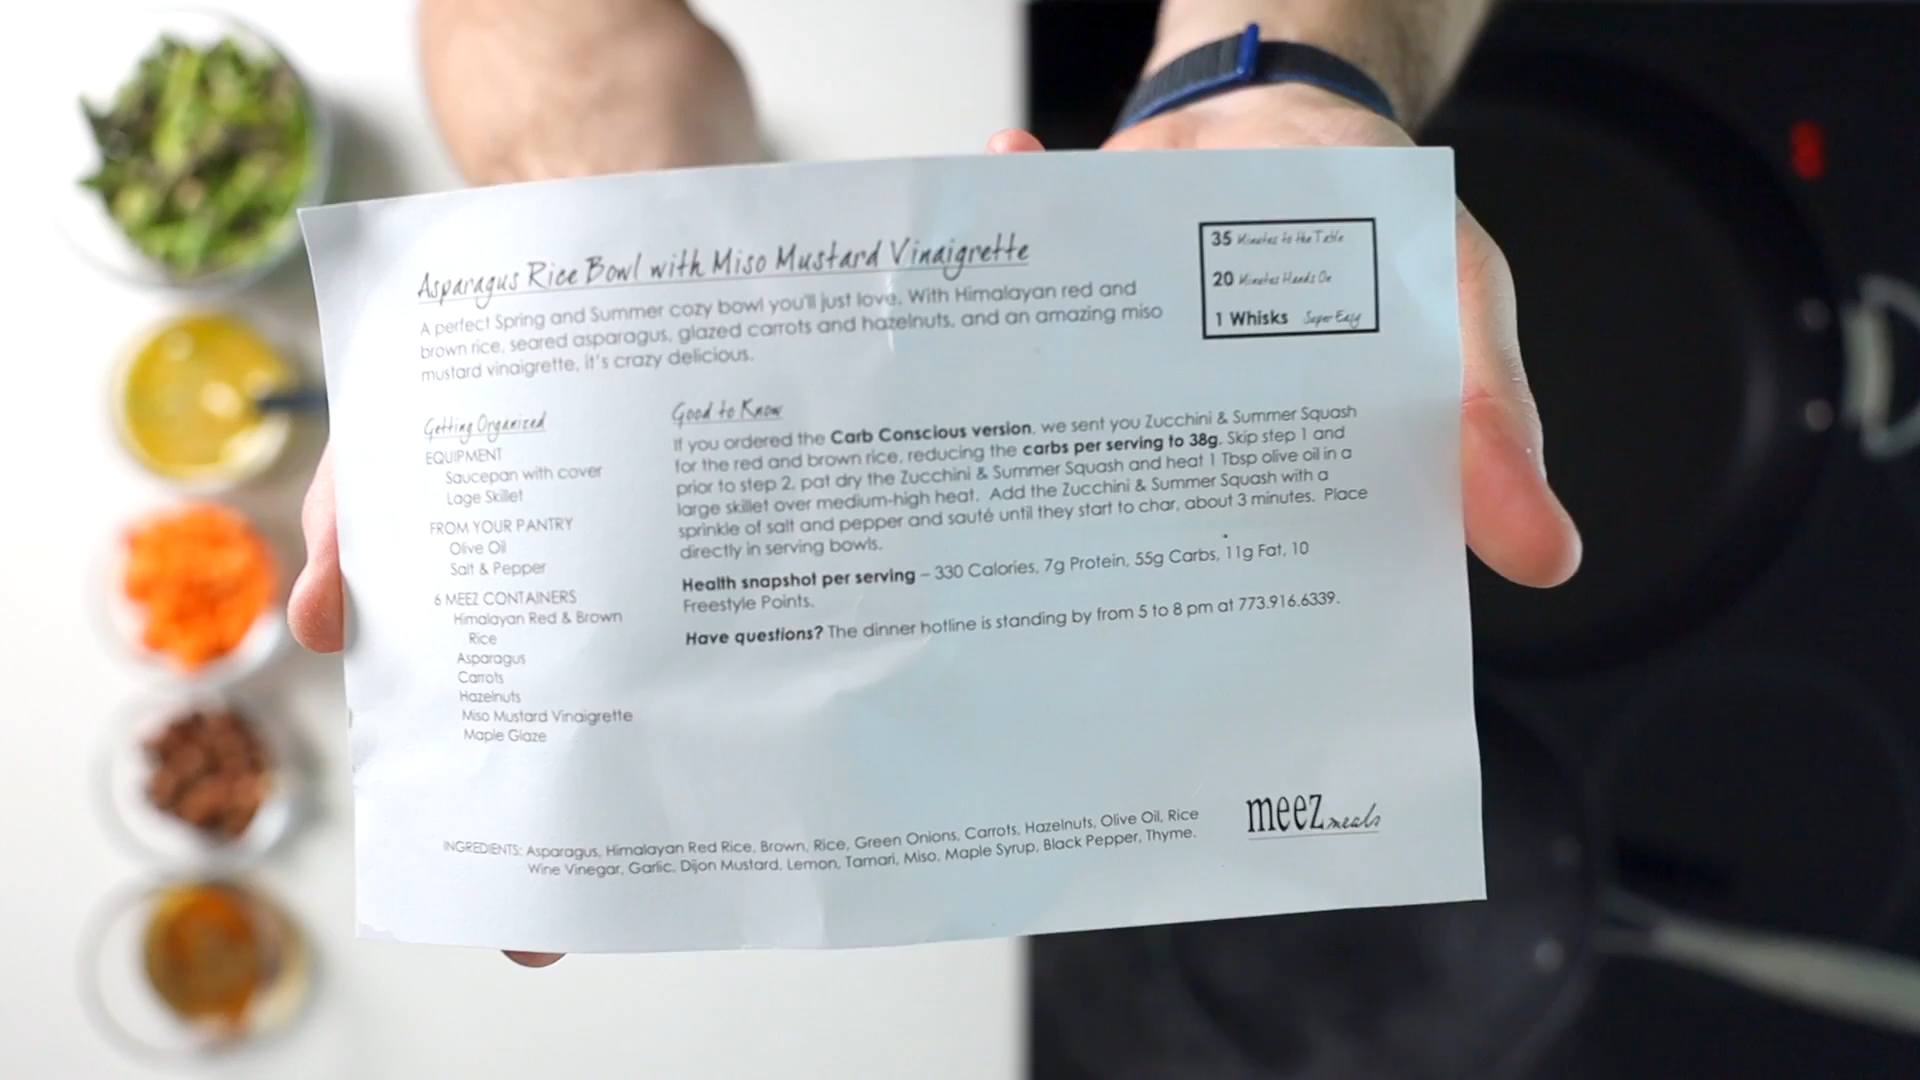 Asparagus Rice Bowl with Miso Mustard Vinaigrette
A perfect Spring and Summer cozy bowl you'll just love. With Himalayan red and
brown rice, seared asparagus, glazed carrots and hazelnuts, and an amazing miso
mustard vinaigrette, it's crazy delicious.
35 Minutes to the Table
20 Minutes Hands On
1 Whisks Super Easy
Getting Organized
EQUIPMENT
Saucepan with cover
Lage Skillet
FROM YOUR PANTRY
Olive Oil
Salt & Pepper
6 MEEZ CONTAINERS
Himalayan Red & Brown
Rice
Asparagus
Carrots
Hazelnuts
Miso Mustard Vinaigrette
Maple Glaze
Good to Know
If you ordered the Carb Conscious version, we sent you Zucchini & Summer Squash
for the red and brown rice, reducing the carbs per serving to 38g. Skip step 1 and
prior to step 2, pat dry the Zucchini & Summer Squash and heat 1 Tbsp olive oil in a
large skillet over medium-high heat. Add the Zucchini & Summer Squash with a
sprinkle of salt and pepper and sauté until they start to char, about 3 minutes. Place
directly in serving bowls.
Health snapshot per serving – 330 Calories, 7g Protein, 55g Carbs, 11g Fat, 10
Freestyle Points.
Have questions? The dinner hotline is standing by from 5 to 8 pm at 773.916.6339.
INGREDIENTS: Asparagus, Himalayan Red Rice, Brown, Rice, Green Onions, Carrots, Hazelnuts, Olive Oil, Rice
Wine Vinegar, Garlic, Dijon Mustard, Lemon, Tamari, Miso, Maple Syrup, Black Pepper, Thyme.
meez meals